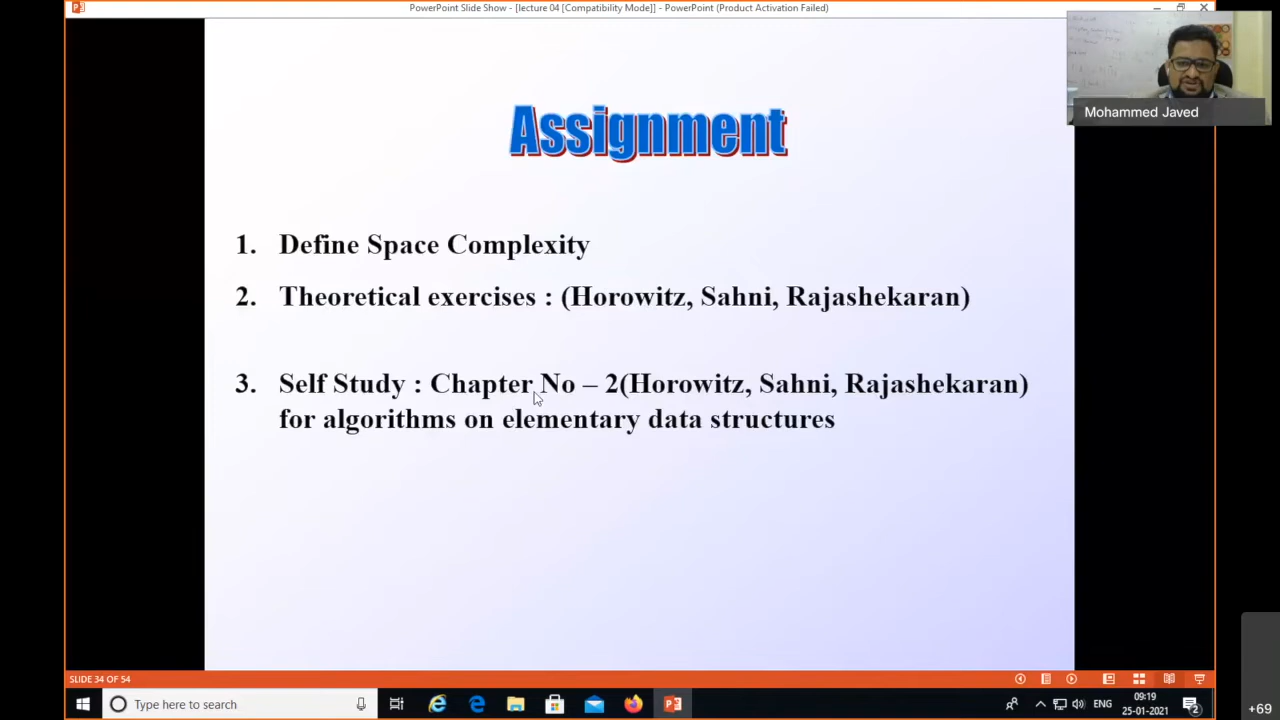 PowerPoint Slide Show - [lecture 04 [Compatibility Mode]] - PowerPoint (Product Activation Failed)
Mohammed Javed
Assignment
1. Define Space Complexity
2. Theoretical exercises : (Horowitz, Sahni, Rajashekaran)
3. Self Study : Chapter No – 2(Horowitz, Sahni, Rajashekaran)
for algorithms on elementary data structures
SLIDE 34 OF 54
Type here to search
ENG
09:19
25-01-2021
2
+69